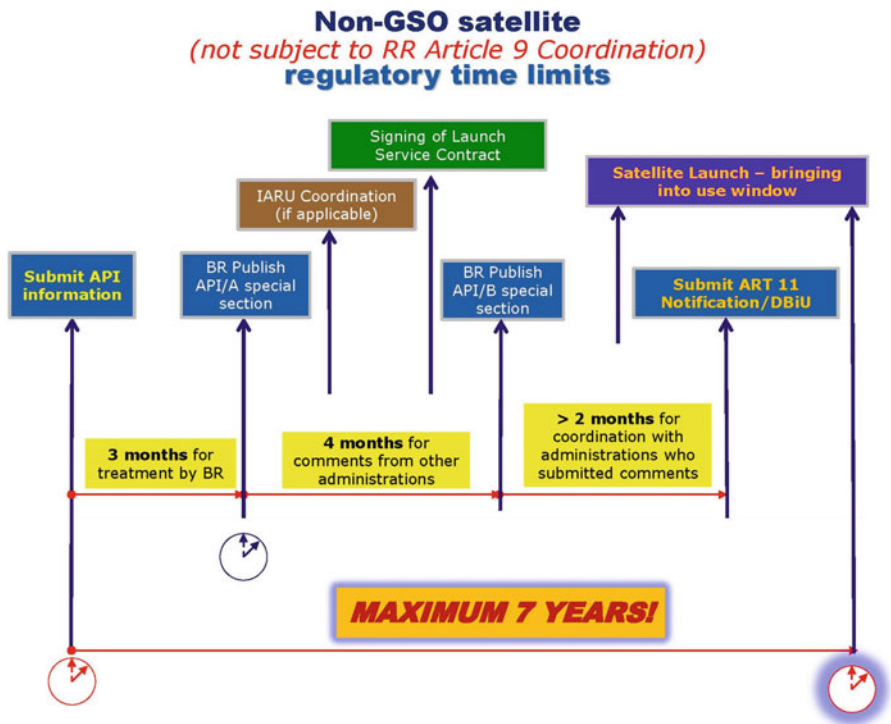 Non-GSO satellite
(not subject to RR Article 9 Coordination)
regulatory time limits
Signing of Launch
Service Contract
Satellite Launch – bringing
into use window
IARU Coordination
(if applicable)
Submit API
information
BR Publish
API/A special
section
BR Publish
API/B special
section
Submit ART 11
Notification/DBiU
3 months for
treatment by BR
4 months for
comments from other
administrations
> 2 months for
coordination with
administrations who
submitted comments
MAXIMUM 7 YEARS!